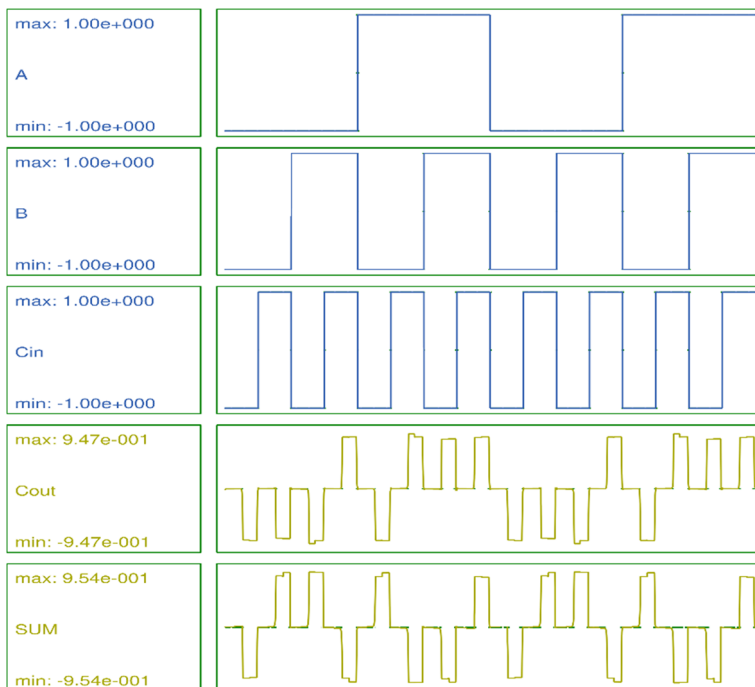 max: 1.00e+000
A
min: -1.00e+000
max: 1.00e+000
B
min: -1.00e+000
max: 1.00e+000
Cin
min: -1.00e+000
max: 9.47e-001
Cout
min: -9.47e-001
max: 9.54e-001
SUM
min: -9.54e-001